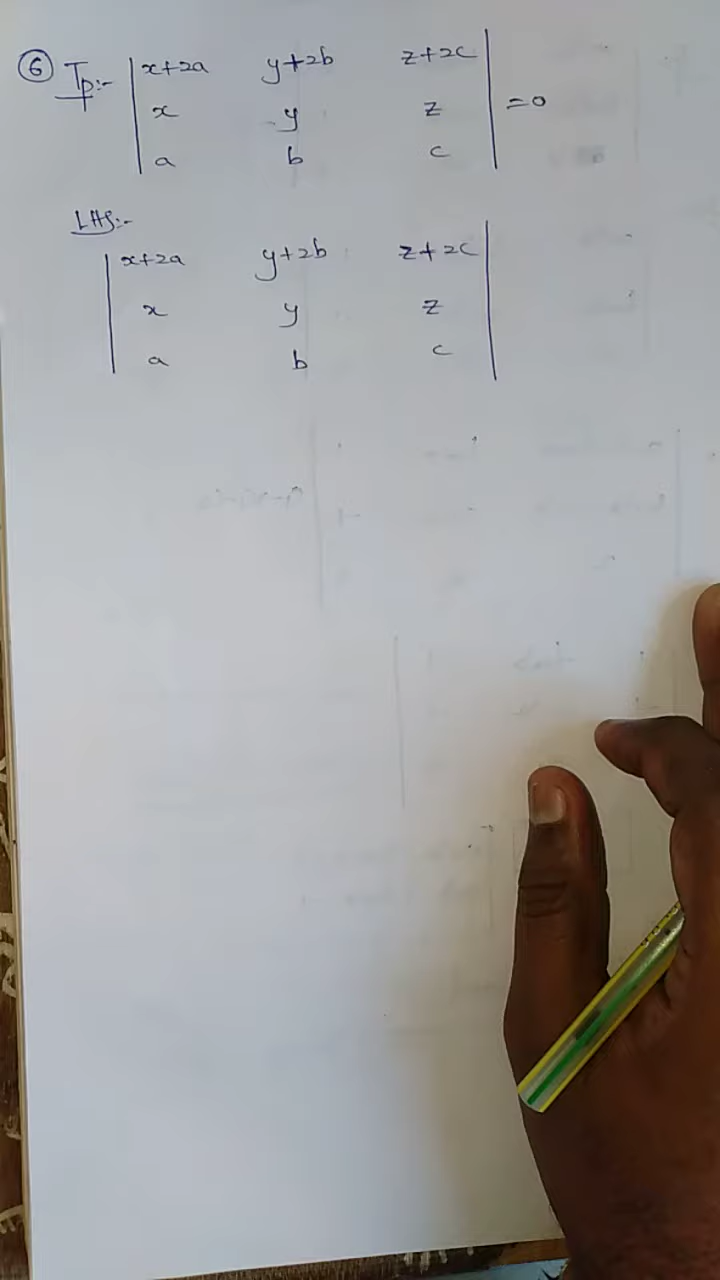 ⑥ Tp:- | x+2a y+2b z+2c |
| x y z | =0
| a b c |
LHS:-
| x+2a y+2b z+2c |
| x y z |
| a b c |